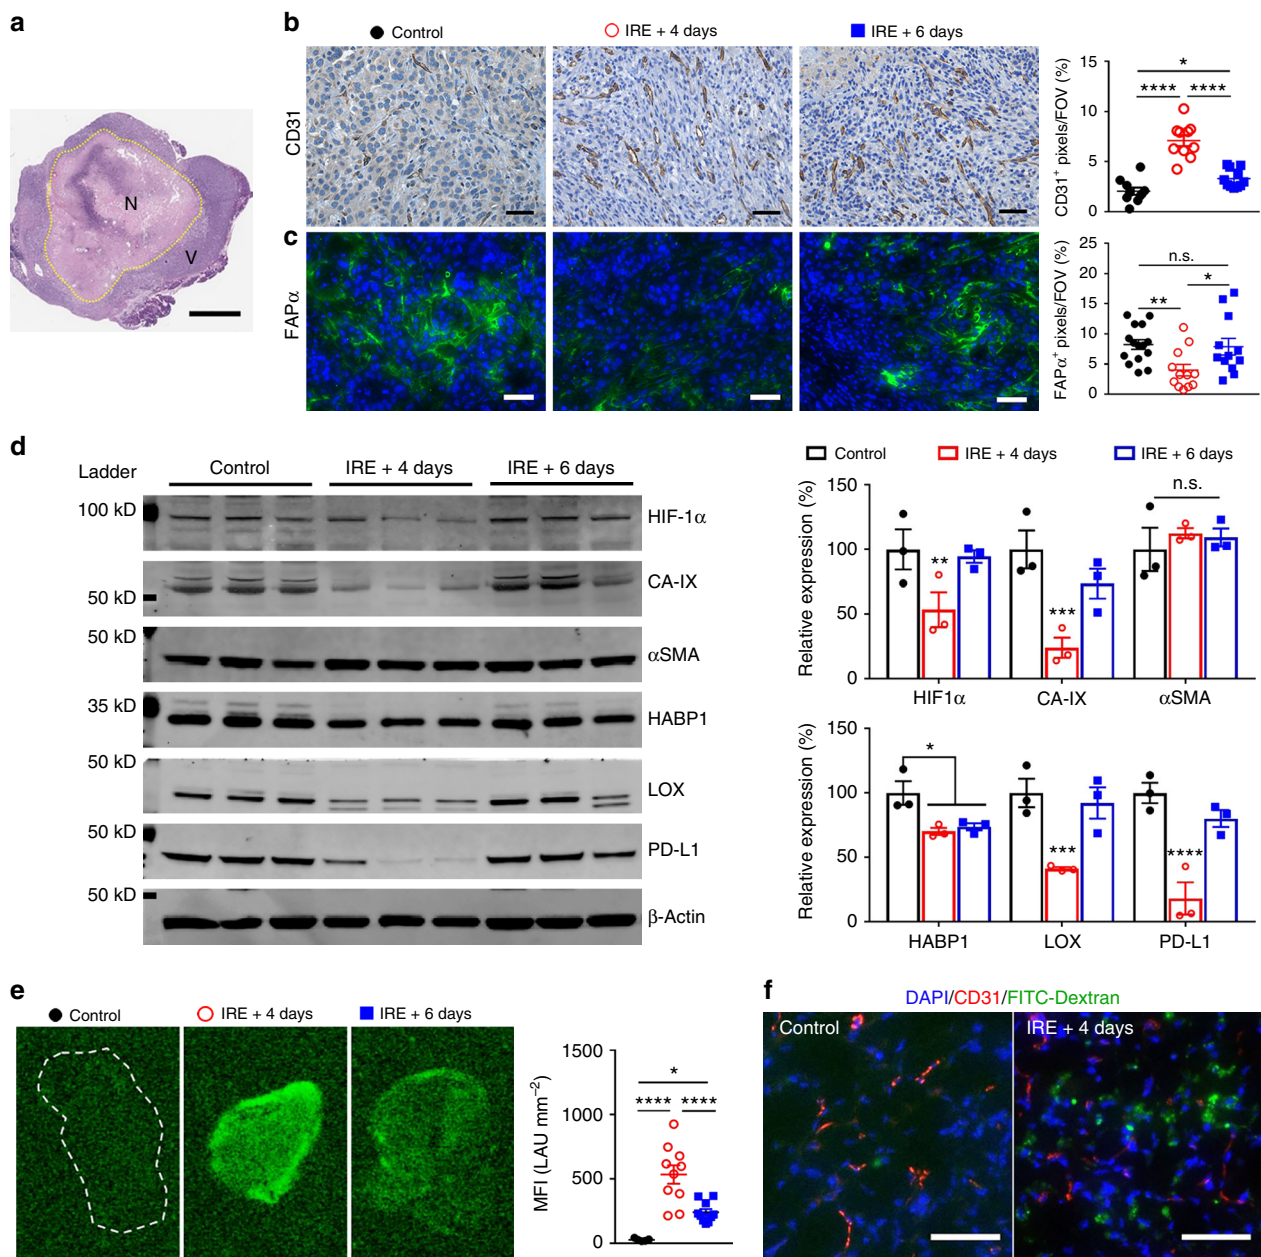 a
N
V
b
Control
IRE + 4 days
IRE + 6 days
CD31
CD31⁺ pixels/FOV (%)
15
10
5
0
*
**** ****
c
FAPα
FAPα⁺ pixels/FOV (%)
25
20
15
10
5
0
n.s.
*
**
d
Ladder
Control
IRE + 4 days
IRE + 6 days
100 kD
HIF-1α
CA-IX
50 kD
50 kD
αSMA
35 kD
HABP1
50 kD
LOX
50 kD
PD-L1
50 kD
β-Actin
Control
IRE + 4 days
IRE + 6 days
Relative expression (%)
150
100
50
0
**
***
n.s.
HIF1α
CA-IX
αSMA
Relative expression (%)
150
100
50
0
*
***
****
HABP1
LOX
PD-L1
e
Control
IRE + 4 days
IRE + 6 days
MFI (LAU mm⁻²)
1500
1000
500
0
*
**** ****
f
DAPI/CD31/FITC-Dextran
Control
IRE + 4 days